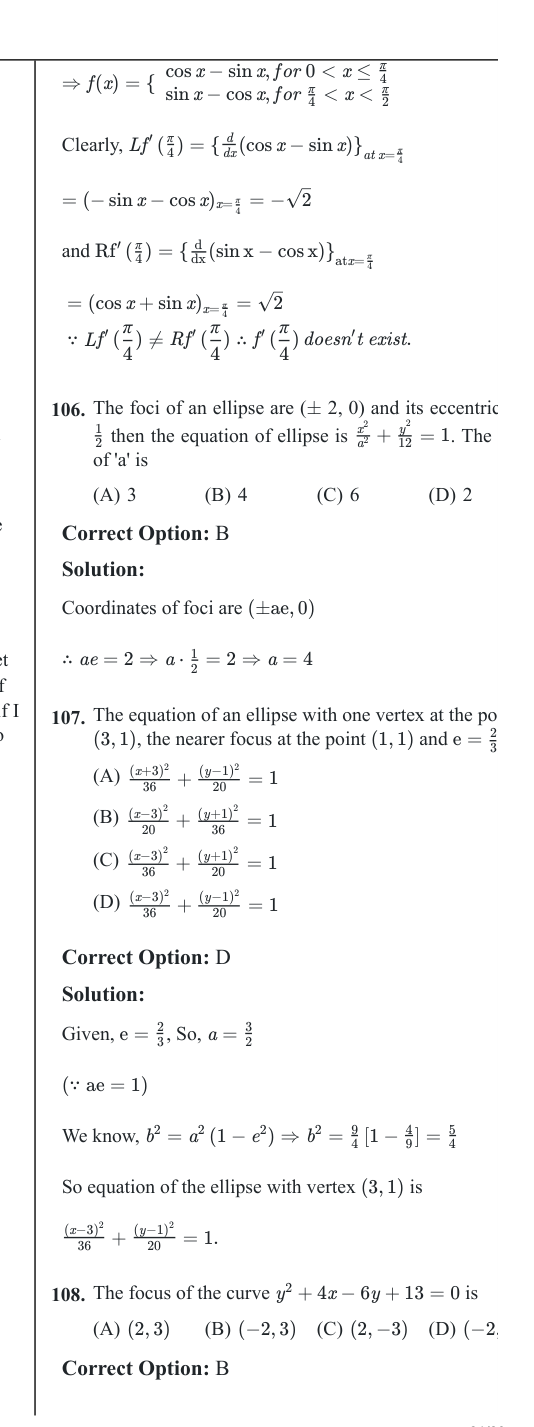 ⇒ f(x) = { cos x − sin x, for 0 < x ≤ π/4
sin x − cos x, for π/4 < x < π/2
Clearly, Lf′ (π/4) = {d/dx (cos x − sin x)} at x=π/4
= (− sin x − cos x)x=π/4 = −√2
and Rf′ (π/4) = {d/dx (sin x − cos x)} atx=π/4
= (cos x + sin x)x=π/4 = √2
∵ Lf′ (π/4) ≠ Rf′ (π/4) ∴ f′ (π/4) doesn't exist.
106. The foci of an ellipse are (± 2, 0) and its eccentric
1/2 then the equation of ellipse is x²/a² + y²/12 = 1. The
of 'a' is
(A) 3 (B) 4 (C) 6 (D) 2
Correct Option: B
Solution:
Coordinates of foci are (±ae, 0)
∴ ae = 2 ⇒ a · 1/2 = 2 ⇒ a = 4
et
f
f I
107. The equation of an ellipse with one vertex at the po
(3, 1), the nearer focus at the point (1, 1) and e = 2/3
(A) (x+3)²/36 + (y−1)²/20 = 1
(B) (x−3)²/20 + (y+1)²/36 = 1
(C) (x−3)²/36 + (y+1)²/20 = 1
(D) (x−3)²/36 + (y−1)²/20 = 1
Correct Option: D
Solution:
Given, e = 2/3, So, a = 3/2
(∵ ae = 1)
We know, b² = a² (1 − e²) ⇒ b² = 9/4 [1 − 4/9] = 5/4
So equation of the ellipse with vertex (3, 1) is
(x−3)²/36 + (y−1)²/20 = 1.
108. The focus of the curve y² + 4x − 6y + 13 = 0 is
(A) (2, 3) (B) (−2, 3) (C) (2, −3) (D) (−2,
Correct Option: B